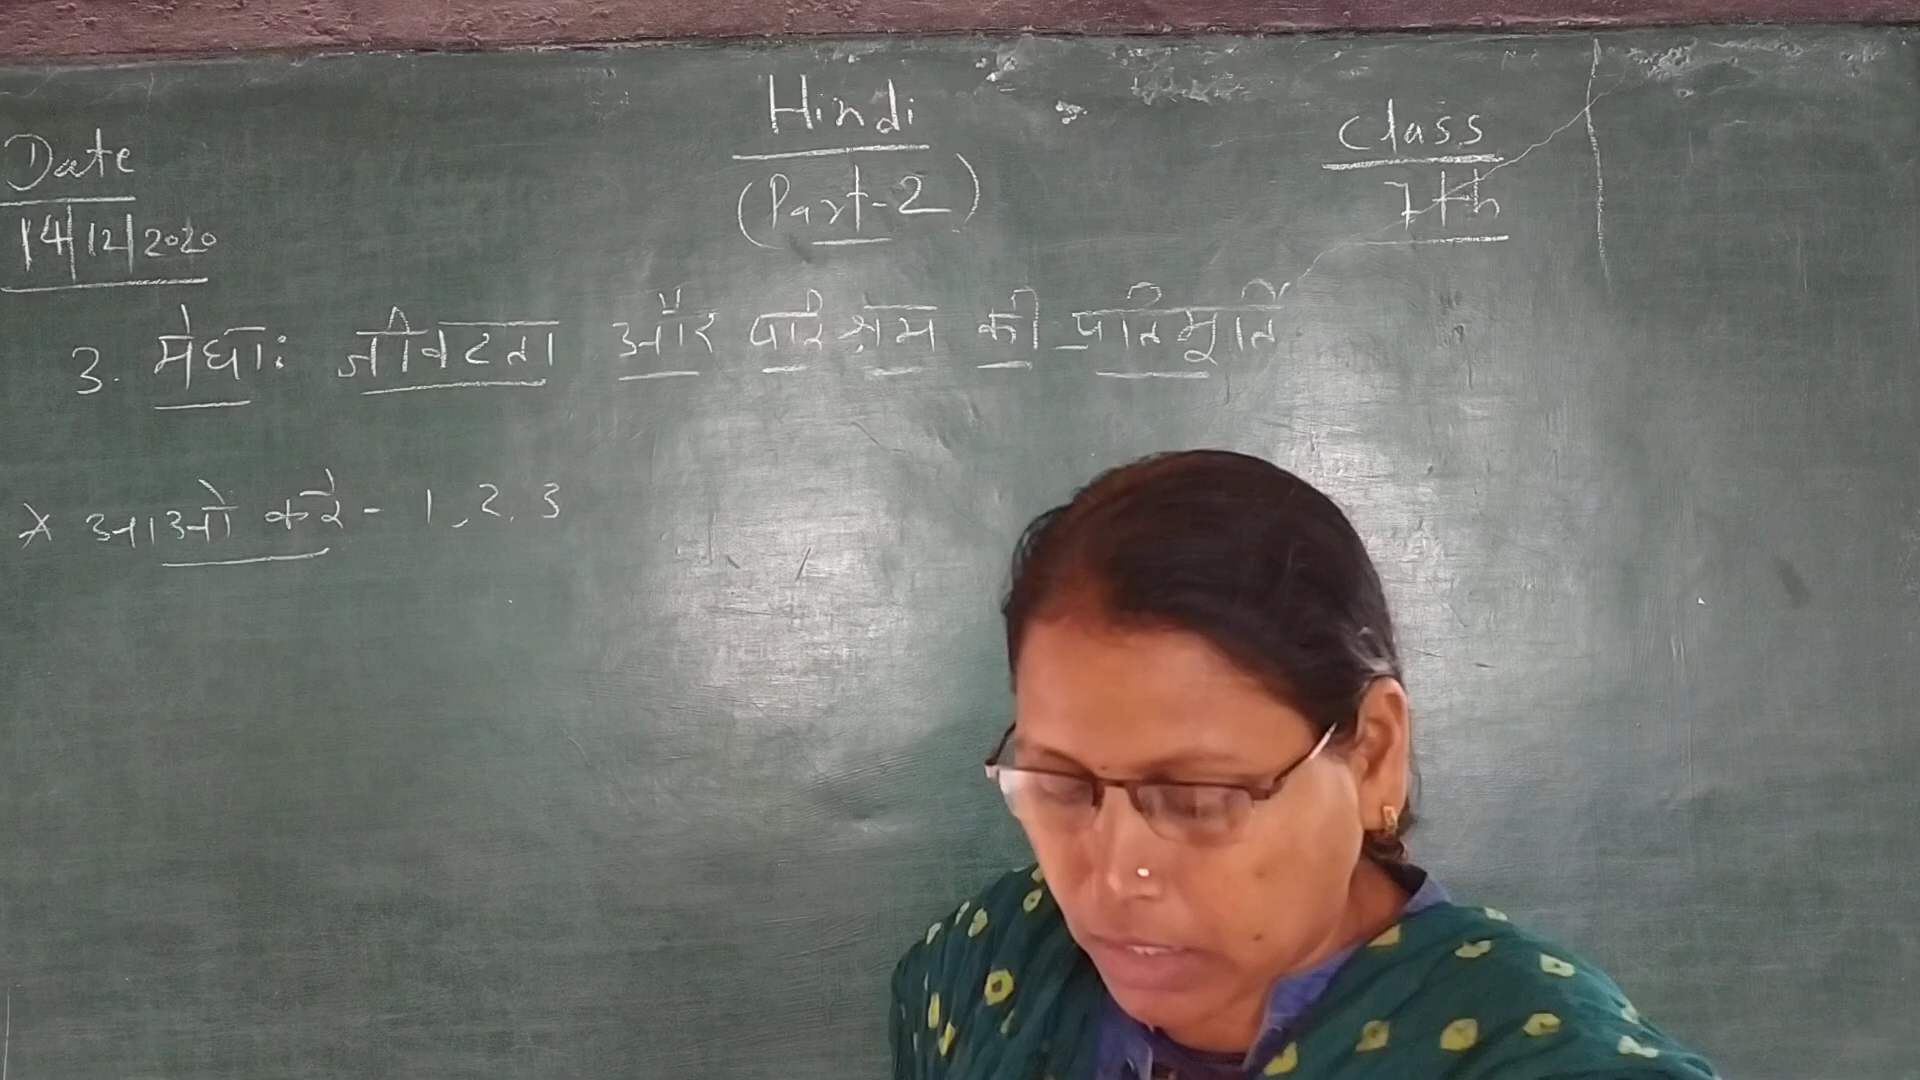 Hindi
(Part-2)
Date
14/12/2020
Class
7th
3. मेधा: जीवटता और परिश्रम की प्रतिमूर्ति
* आओ करे - 1, 2, 3